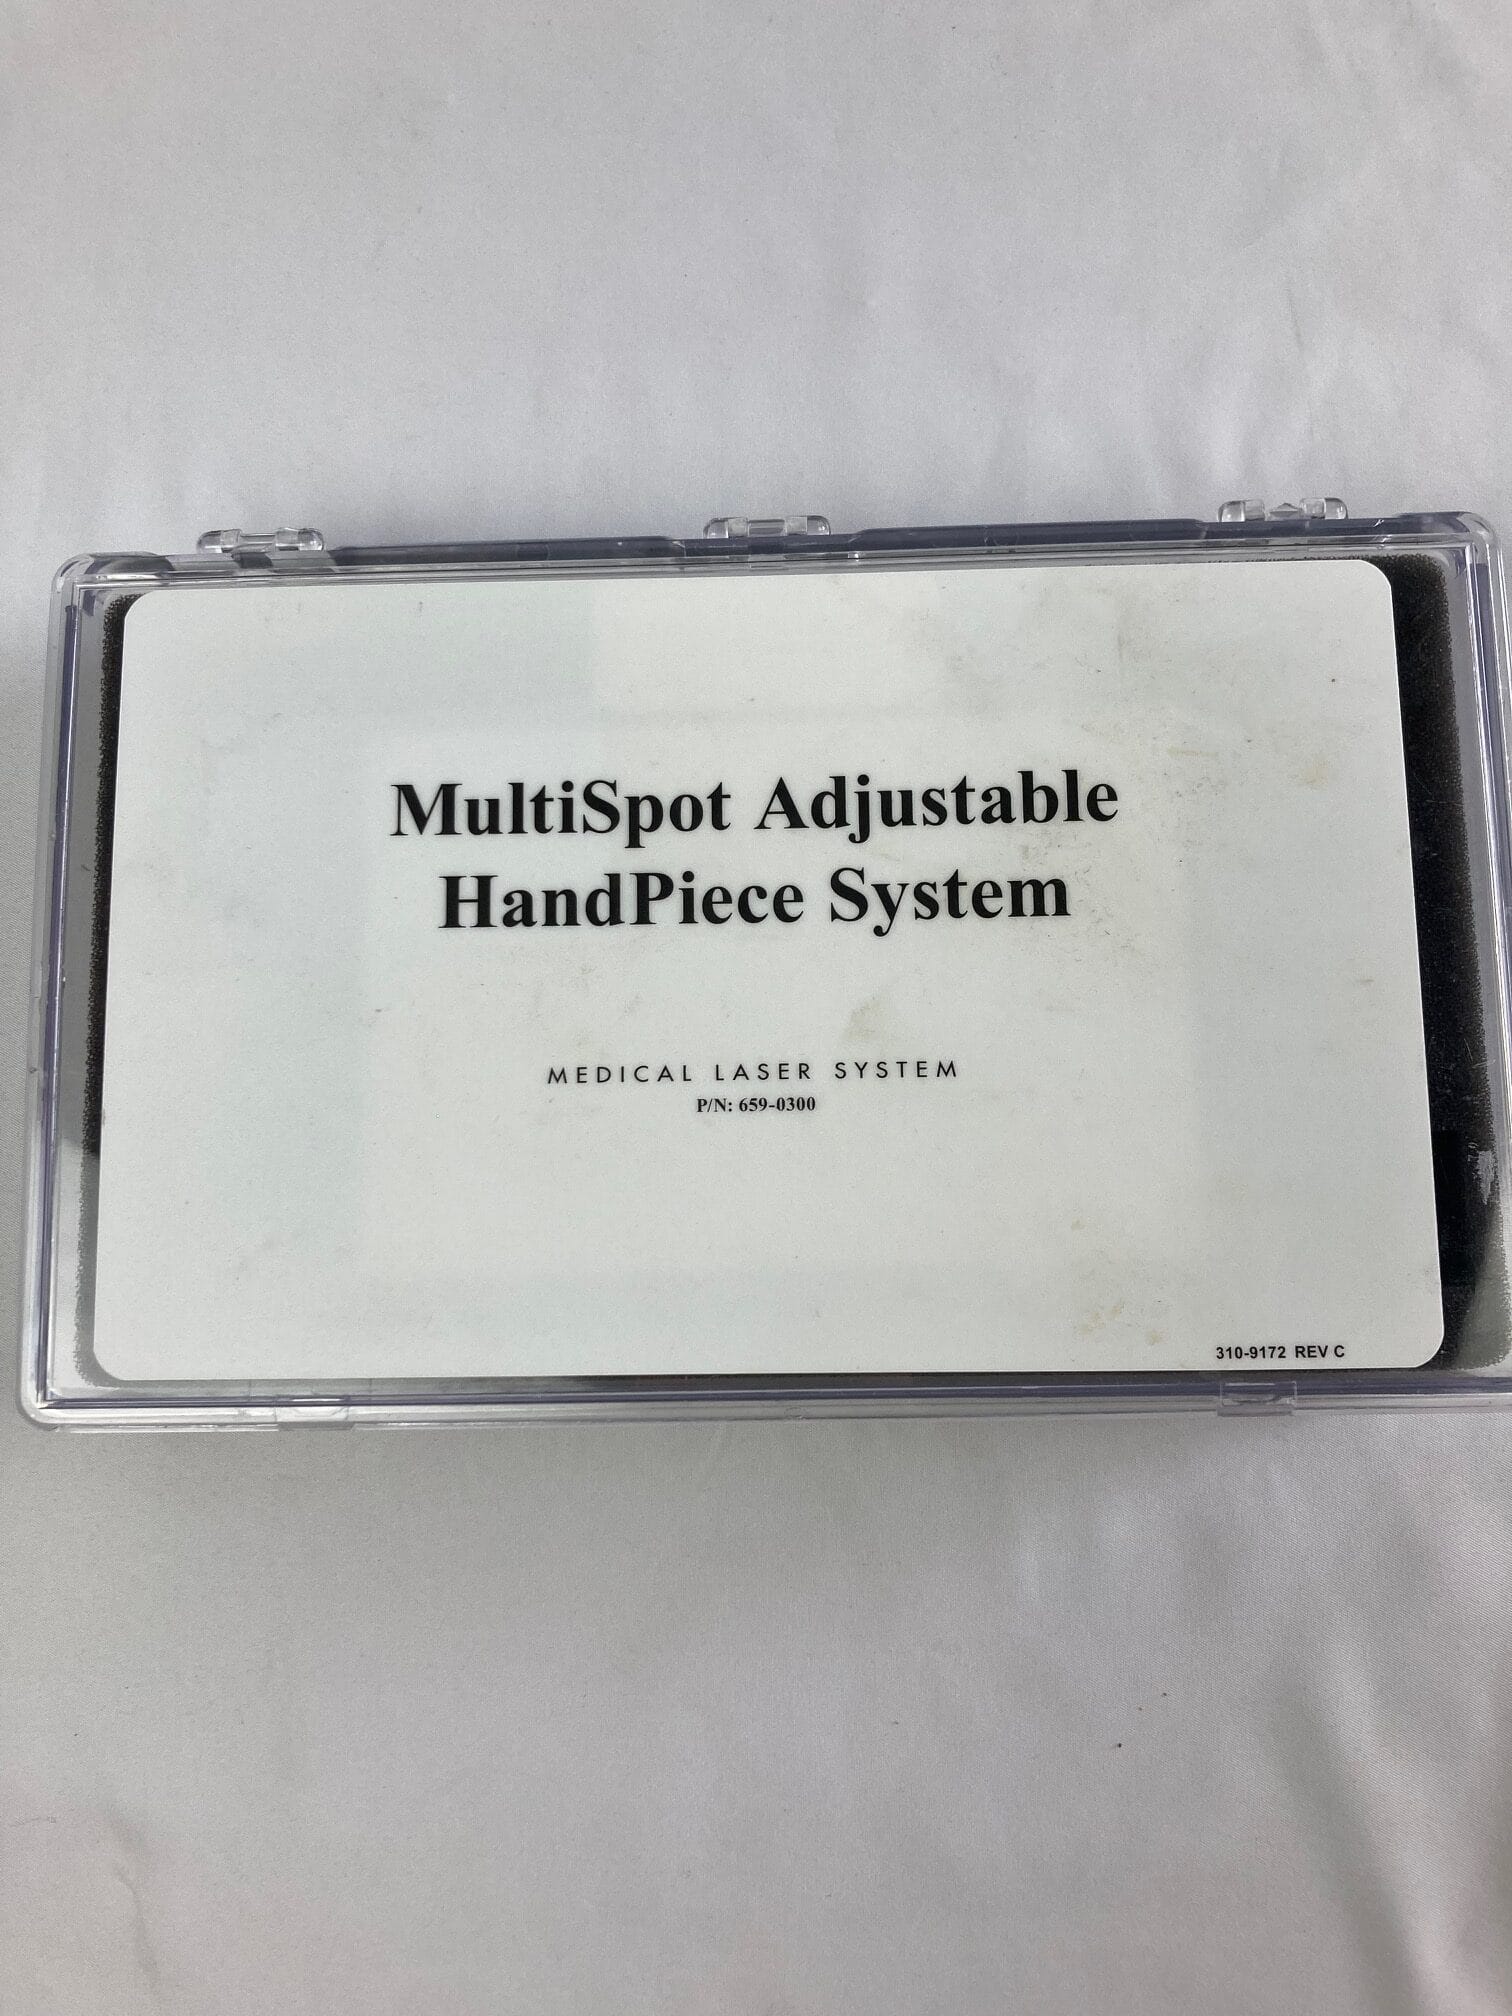 MultiSpot Adjustable
HandPiece System
MEDICAL LASER SYSTEM
P/N: 659-0300
310-9172 REV C